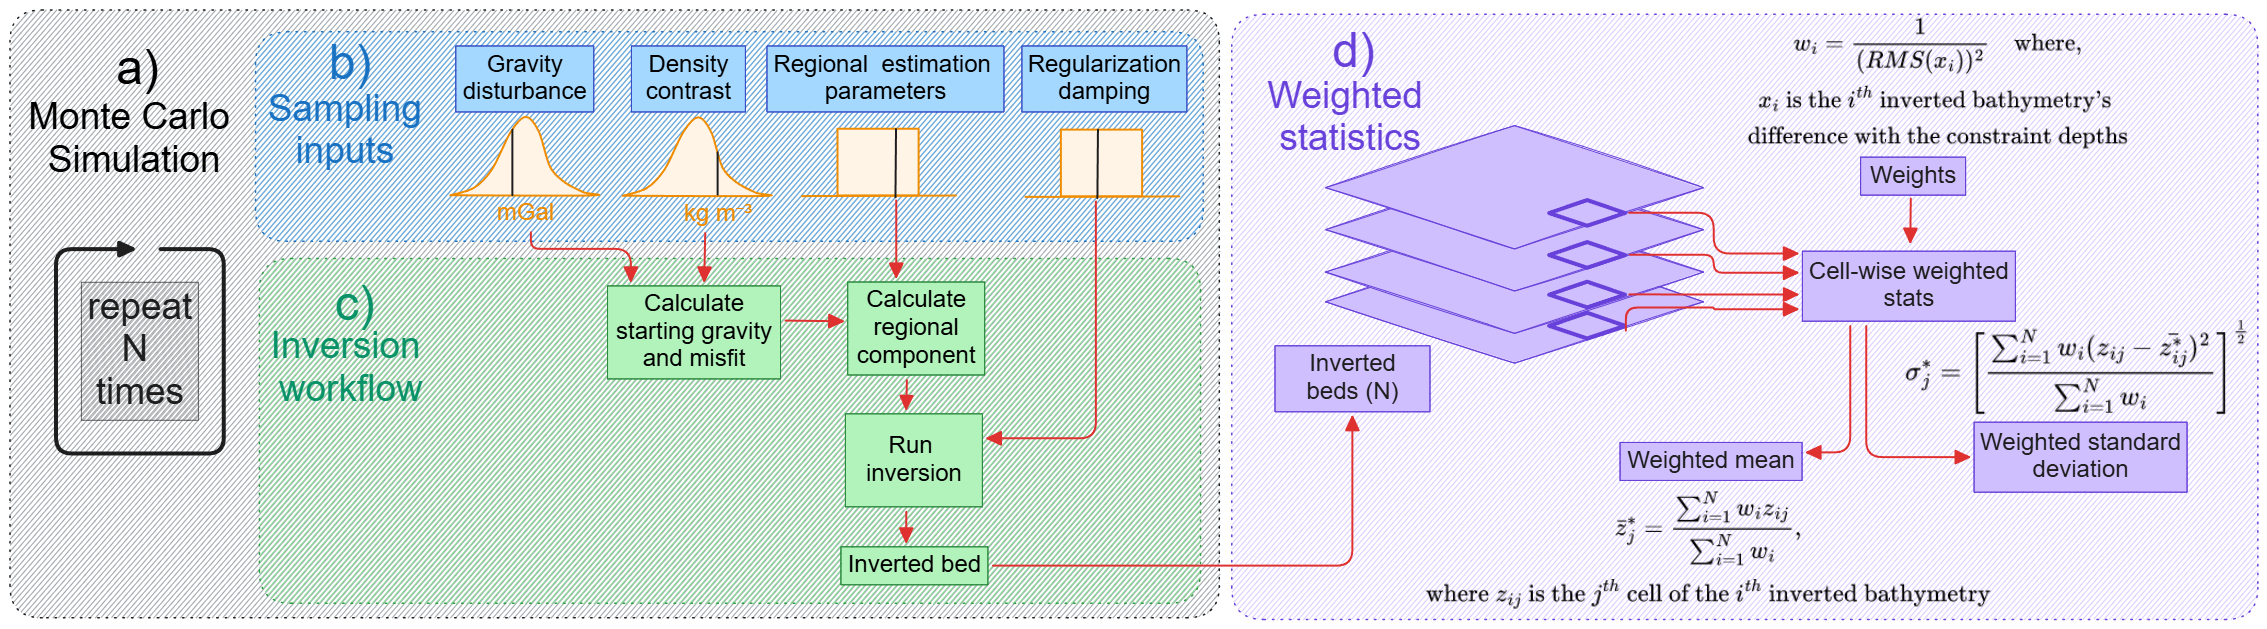 a)
Monte Carlo
Simulation
repeat
N
times
b)
Sampling
inputs
Gravity
disturbance
mGal
Density
contrast
kg m⁻³
Regional estimation
parameters
Regularization
damping
c)
Inversion
workflow
Calculate
starting gravity
and misfit
Calculate
regional
component
Run
inversion
Inverted bed
d)
Weighted
statistics
Inverted
beds (N)
w_i = \frac{1}{(RMS(x_i))^2} where,
x_i is the i^{th} inverted bathymetry's
difference with the constraint depths
Weights
Cell-wise weighted
stats
\sigma_j^* = \left[ \frac{\sum_{i=1}^{N} w_i (z_{ij} - \bar{z}_{ij}^*)^2}{\sum_{i=1}^{N} w_i} \right]^{\frac{1}{2}}
Weighted standard
deviation
Weighted mean
\bar{z}_j^* = \frac{\sum_{i=1}^{N} w_i z_{ij}}{\sum_{i=1}^{N} w_i},
where z_{ij} is the j^{th} cell of the i^{th} inverted bathymetry